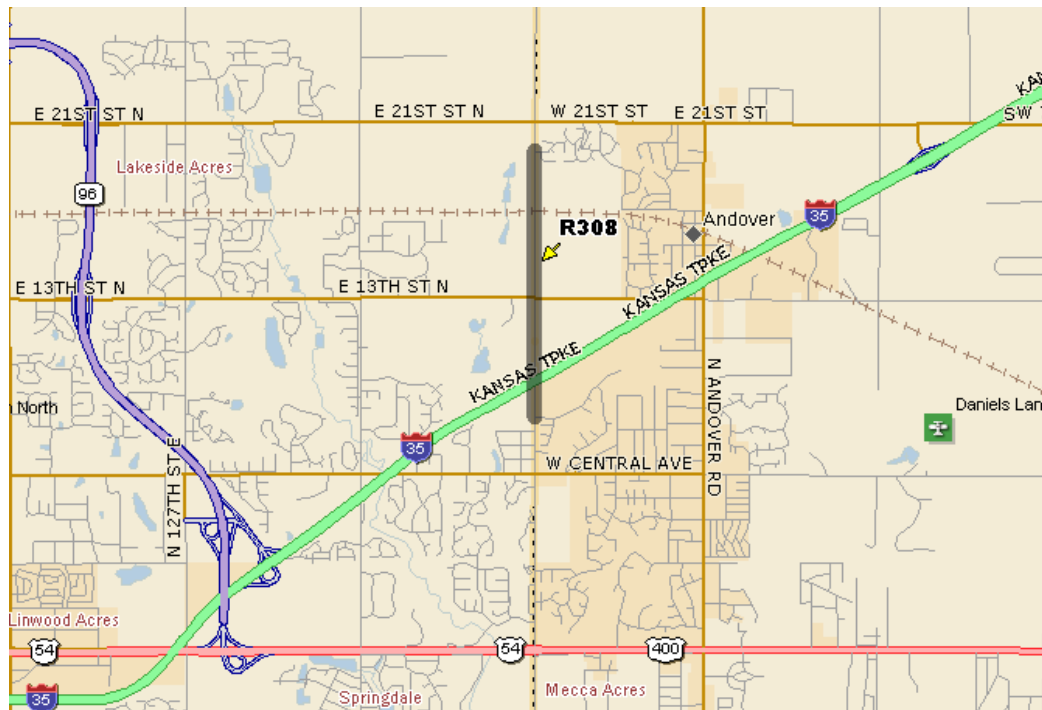 KAN
E 21ST ST N
E 21ST ST N
W 21ST ST
E 21ST ST
SW
Lakeside Acres
96
R308
Andover
35
E 13TH ST N
E 13TH ST N
KANSAS TPKE
KANSAS TPKE
N ANDOVER RD
North
Daniels Lan
35
N 127TH ST E
W CENTRAL AVE
Linwood Acres
54
54
400
35
Springdale
Mecca Acres